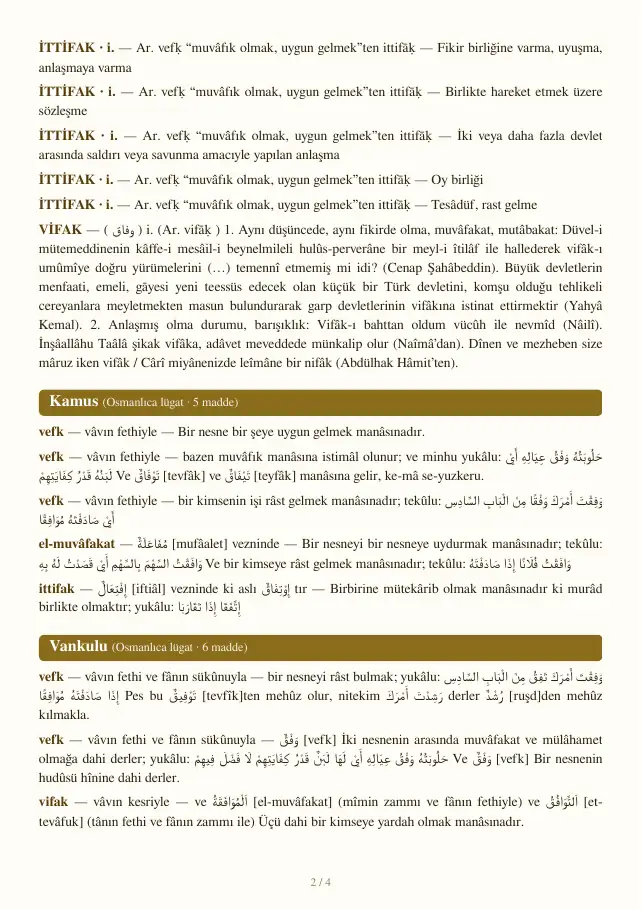 İTTİFAK · i. — Ar. vefḳ “muvâfık olmak, uygun gelmek”ten ittifâḳ — Fikir birliğine varma, uyuşma,
anlaşmaya varma
İTTİFAK · i. — Ar. vefḳ “muvâfık olmak, uygun gelmek”ten ittifâḳ — Birlikte hareket etmek üzere
sözleşme
İTTİFAK · i. — Ar. vefḳ “muvâfık olmak, uygun gelmek”ten ittifâḳ — İki veya daha fazla devlet
arasında saldırı veya savunma amacıyle yapılan anlaşma
İTTİFAK · i. — Ar. vefḳ “muvâfık olmak, uygun gelmek”ten ittifâḳ — Oy birliği
İTTİFAK · i. — Ar. vefḳ “muvâfık olmak, uygun gelmek”ten ittifâḳ — Tesâdüf, rast gelme
VİFAK — ( وفاق ) i. (Ar. vifāḳ ) 1. Aynı düşüncede, aynı fikirde olma, muvâfakat, mutâbakat: Düvel-i
mütemeddinenin kâffe-i mesâil-i beynelmileli hulûs-perverâne bir meyl-i îtilâf ile hallederek vifâk-ı
umûmîye doğru yürümelerini (…) temennî etmemiş mi idi? (Cenap Şahâbeddin). Büyük devletlerin
menfaati, emeli, gâyesi yeni teessüs edecek olan küçük bir Türk devletini, komşu olduğu tehlikeli
cereyanlara meyletmekten masun bulundurarak garp devletlerinin vifâkına istinat ettirmektir (Yahyâ
Kemal). 2. Anlaşmış olma durumu, barışıklık: Vifâk-ı bahttan oldum vücûh ile nevmîd (Nâilî).
İnşaallâhu Taâlâ şikak vifâka, adâvet meveddede münkalip olur (Naîmâ’dan). Dînen ve mezheben size
mâruz iken vifâk / Cârî miyânenizde leîmâne bir nifâk (Abdülhak Hâmit’ten).
Kamus (Osmanlıca lügat · 5 madde)
vefk — vâvın fethiyle — Bir nesne bir şeye uygun gelmek manâsınadır.
vefk — vâvın fethiyle — bazen muvâfık manâsına istimâl olunur; ve minhu yukâlu: حَلُوبَتُهُ وَفْقُ عِيَالِهِ أَيْ
لَبَنُهُ قَدْرُ كِفَايَتِهِمْ Ve تَوْفَاقٌ [tevfâk] ve تَيْفَاقٌ [teyfâk] manâsına gelir, ke-mâ se-yuzkeru.
vefk — vâvın fethiyle — bir kimsenin işi râst gelmek manâsınadır; tekûlu: وَفِقْتَ أَمْرَكَ وَفْقًا مِنَ الْبَابِ السَّادِسِ
أَيْ صَادَفْتَهُ مُوَافِقًا
el-muvâfakat — مُفَاعَلَةٌ [mufâalet] vezninde — Bir nesneyi bir nesneye uydurmak manâsınadır; tekûlu:
وَافَقْتُ السَّهْمَ بِالسَّهْمِ أَيْ قَصَدْتُ لَهُ بِهِ Ve bir kimseye râst gelmek manâsınadır; tekûlu: وَافَقْتُ فُلَانًا إِذَا صَادَفْتَهُ
ittifak — إِفْتِعَالٌ [iftiâl] vezninde ki aslı إِوْتِفَاقٌ tır — Birbirine mütekârib olmak manâsınadır ki murâd
birlikte olmaktır; yukâlu: إِتَّفَقَا إِذَا تَقَارَبَا
Vankulu (Osmanlıca lügat · 6 madde)
vefk — vâvın fethi ve fânın sükûnuyla — bir nesneyi râst bulmak; yukâlu: وَفِقْتَ أَمْرَكَ تَفِقُ مِنَ الْبَابِ السَّادِسِ
إِذَا صَادَفْتَهُ مُوَافِقًا Pes bu تَوْفِيقٌ [tevfîk]ten mehûz olur, nitekim رَشِدْتَ أَمْرَكَ derler رُشْدٌ [ruşd]den mehûz
kılmakla.
vefk — vâvın fethi ve fânın sükûnuyla — وَفْقٌ [vefk] İki nesnenin arasında muvafakat ve mülâhamet
olmağa dahi derler; yukâlu: حَلُوبَتُهُ وَفْقُ عِيَالِهِ أَيْ لَهَا لَبَنٌ قَدْرُ كِفَايَتِهِمْ لَا فَضْلَ فِيهِمْ Ve وَفْقٌ [vefk] Bir nesnenin
hudûsü hînine dahi derler.
vifak — vâvın kesriyle — ve اَلْمُوَافَقَةُ [el-muvâfakat] (mîmin zammı ve fânın fethiyle) ve اَلتَّوَافُقُ [et-
tevâfuk] (tânın fethi ve fânın zammı ile) Üçü dahi bir kimseye yardah olmak manâsınadır.
2 / 4